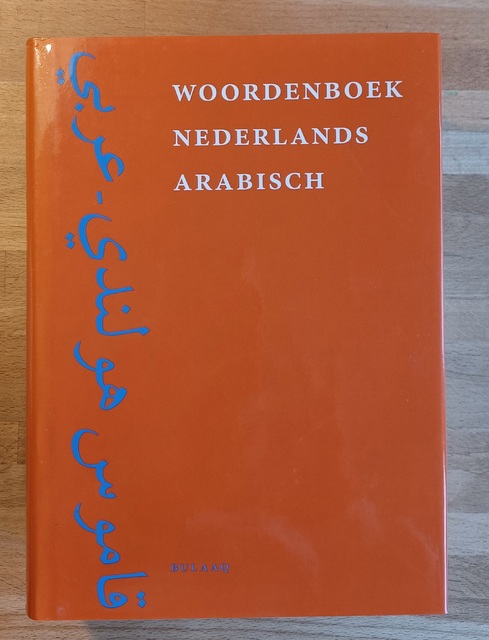 WOORDENBOEK
NEDERLANDS
ARABISCH
قاموس هولندي - عربي
BULAAQ